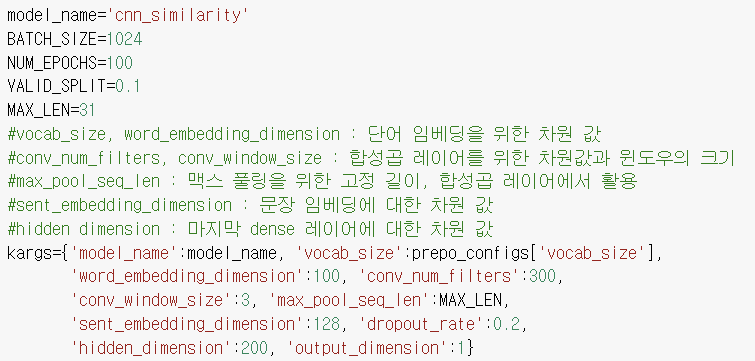 model_name='cnn_similarity'
BATCH_SIZE=1024
NUM_EPOCHS=100
VALID_SPLIT=0.1
MAX_LEN=31
#vocab_size, word_embedding_dimension : 단어 임베딩을 위한 차원 값
#conv_num_filters, conv_window_size : 합성곱 레이어를 위한 차원값과 윈도우의 크기
#max_pool_seq_len : 맥스 풀링을 위한 고정 길이, 합성곱 레이어에서 활용
#sent_embedding_dimension : 문장 임베딩에 대한 차원 값
#hidden dimension : 마지막 dense 레이어에 대한 차원 값
kargs={'model_name':model_name, 'vocab_size':prepo_configs['vocab_size'],
'word_embedding_dimension':100, 'conv_num_filters':300,
'conv_window_size':3, 'max_pool_seq_len':MAX_LEN,
'sent_embedding_dimension':128, 'dropout_rate':0.2,
'hidden_dimension':200, 'output_dimension':1}